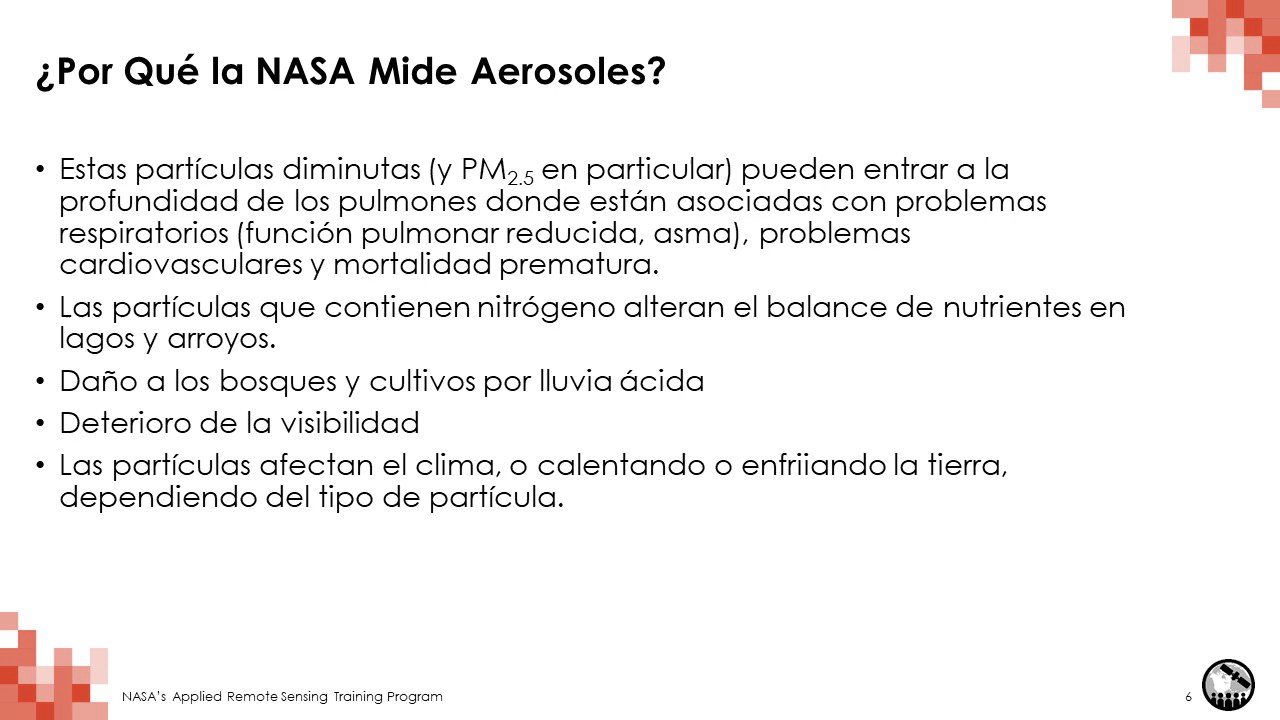 ¿Por Qué la NASA Mide Aerosoles?
• Estas partículas diminutas (y PM2.5 en particular) pueden entrar a la
profundidad de los pulmones donde están asociadas con problemas
respiratorios (función pulmonar reducida, asma), problemas
cardiovasculares y mortalidad prematura.
• Las partículas que contienen nitrógeno alteran el balance de nutrientes en
lagos y arroyos.
• Daño a los bosques y cultivos por lluvia ácida
• Deterioro de la visibilidad
• Las partículas afectan el clima, o calentando o enfriiando la tierra,
dependiendo del tipo de partícula.
NASA’s Applied Remote Sensing Training Program
6